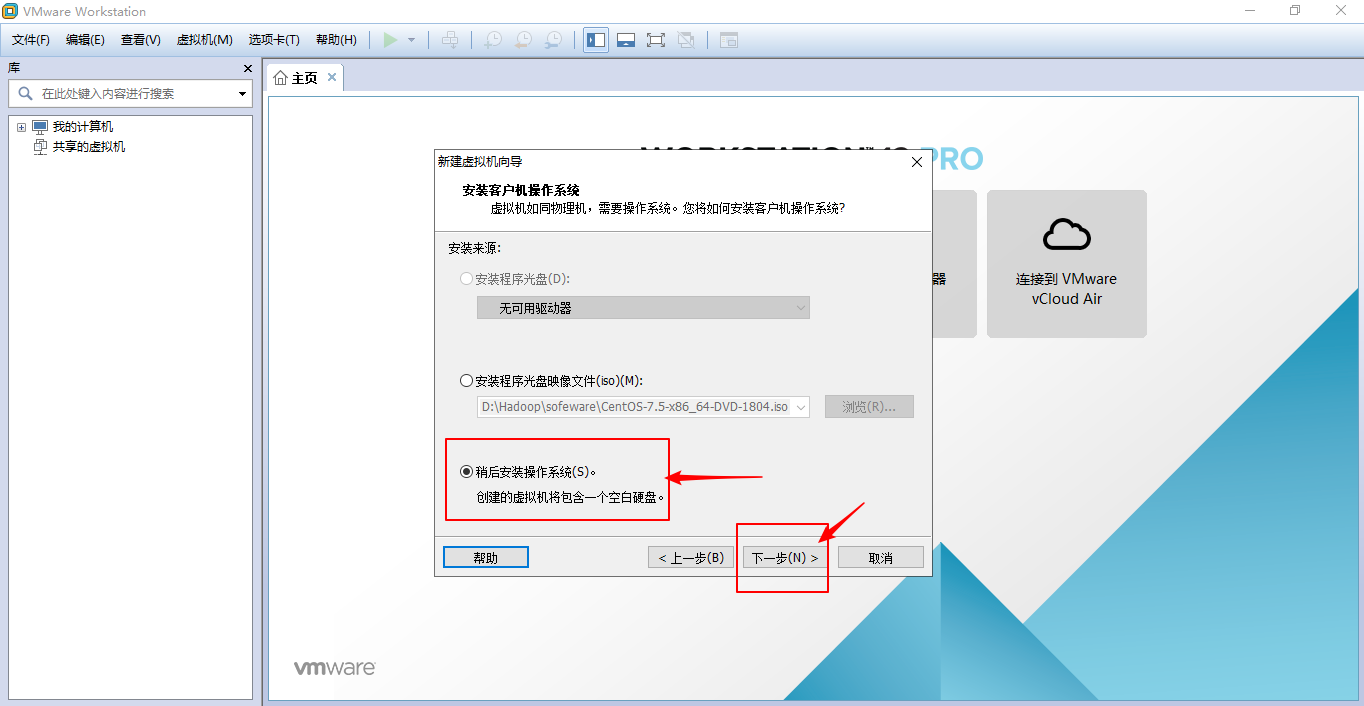 VMware Workstation
文件(F) 编辑(E) 查看(V) 虚拟机(M) 选项卡(T) 帮助(H)
库
在此处键入内容进行搜索
我的计算机
共享的虚拟机
主页
PRO
新建虚拟机向导
安装客户机操作系统
虚拟机如同物理机，需要操作系统。您将如何安装客户机操作系统?
安装来源:
安装程序光盘(D):
无可用驱动器
安装程序光盘映像文件(iso)(M):
D:\Hadoop\sofeware\CentOS-7.5-x86_64-DVD-1804.iso
浏览(R)...
稍后安装操作系统(S)。
创建的虚拟机将包含一个空白硬盘。
帮助
< 上一步(B)
下一步(N) >
取消
器
连接到 VMware
vCloud Air
vmware